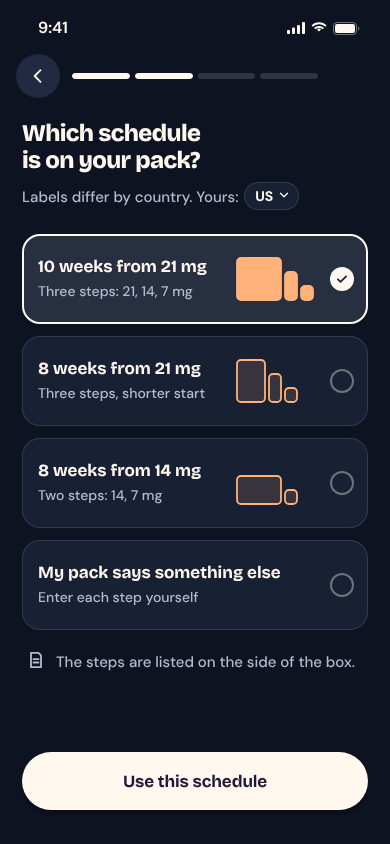 9:41
Which schedule
is on your pack?
Labels differ by country. Yours: US
10 weeks from 21 mg
Three steps: 21, 14, 7 mg
8 weeks from 21 mg
Three steps, shorter start
8 weeks from 14 mg
Two steps: 14, 7 mg
My pack says something else
Enter each step yourself
The steps are listed on the side of the box.
Use this schedule